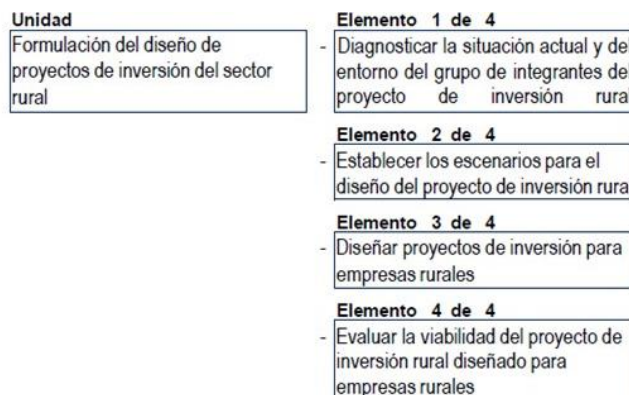 Unidad
Formulación del diseño de
proyectos de inversión del sector
rural
Elemento 1 de 4
- Diagnosticar la situación actual y del
entorno del grupo de integrantes del
proyecto de inversión rural
Elemento 2 de 4
- Establecer los escenarios para el
diseño del proyecto de inversión rural
Elemento 3 de 4
- Diseñar proyectos de inversión para
empresas rurales
Elemento 4 de 4
- Evaluar la viabilidad del proyecto de
inversión rural diseñado para
empresas rurales